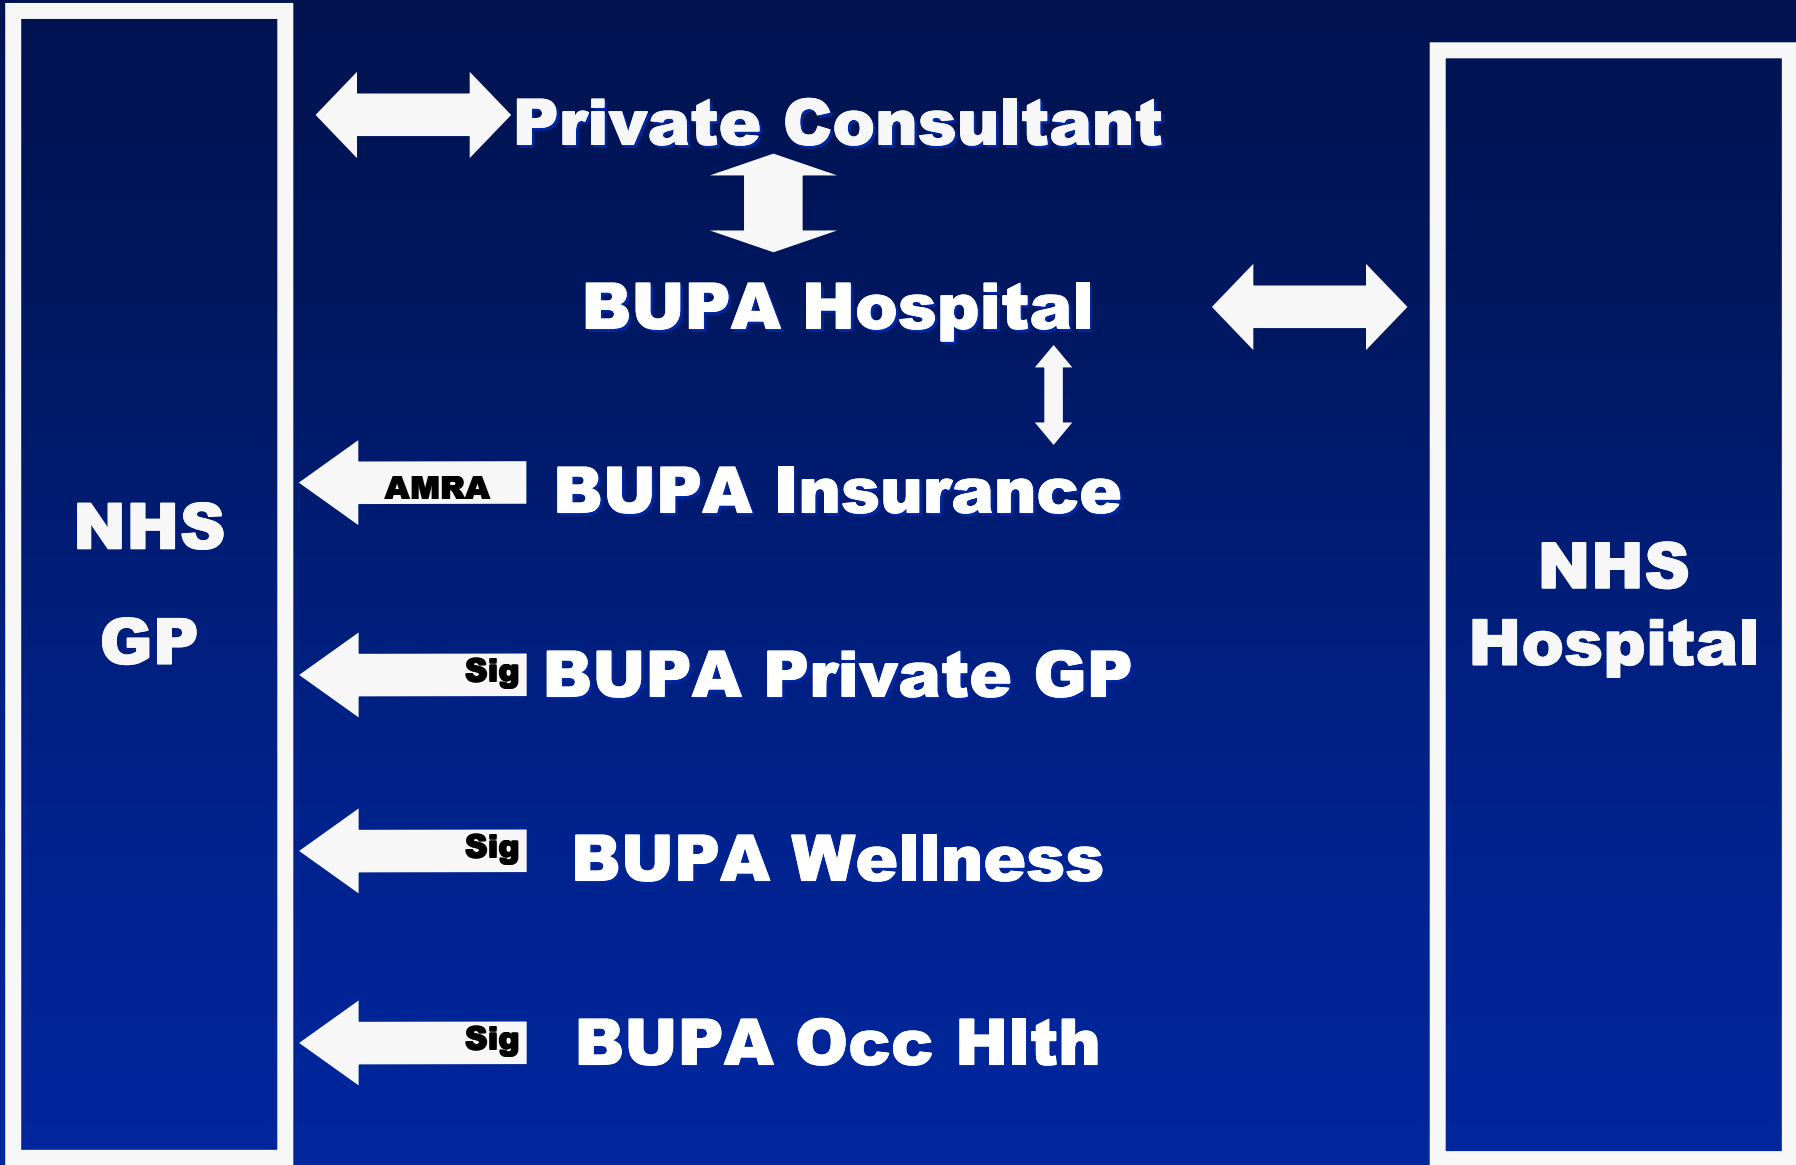 Private Consultant
BUPA Hospital
AMRA
BUPA Insurance
NHS
GP
NHS
Hospital
Sig
BUPA Private GP
Sig
BUPA Wellness
Sig
BUPA Occ Hlth